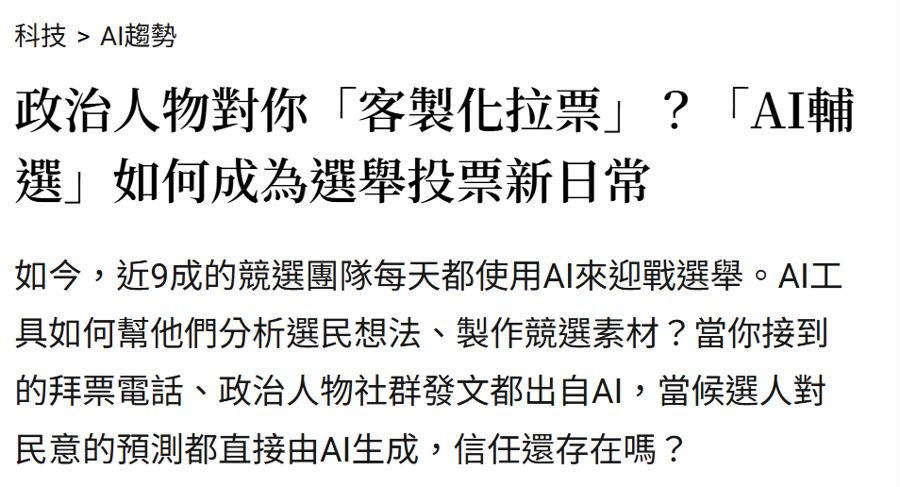 科技 > AI趨勢
政治人物對你「客製化拉票」？「AI輔
選」如何成為選舉投票新日常
如今，近9成的競選團隊每天都使用AI來迎戰選舉。AI工
具如何幫他們分析選民想法、製作競選素材？當你接到
的拜票電話、政治人物社群發文都出自AI，當候選人對
民意的預測都直接由AI生成，信任還存在嗎？